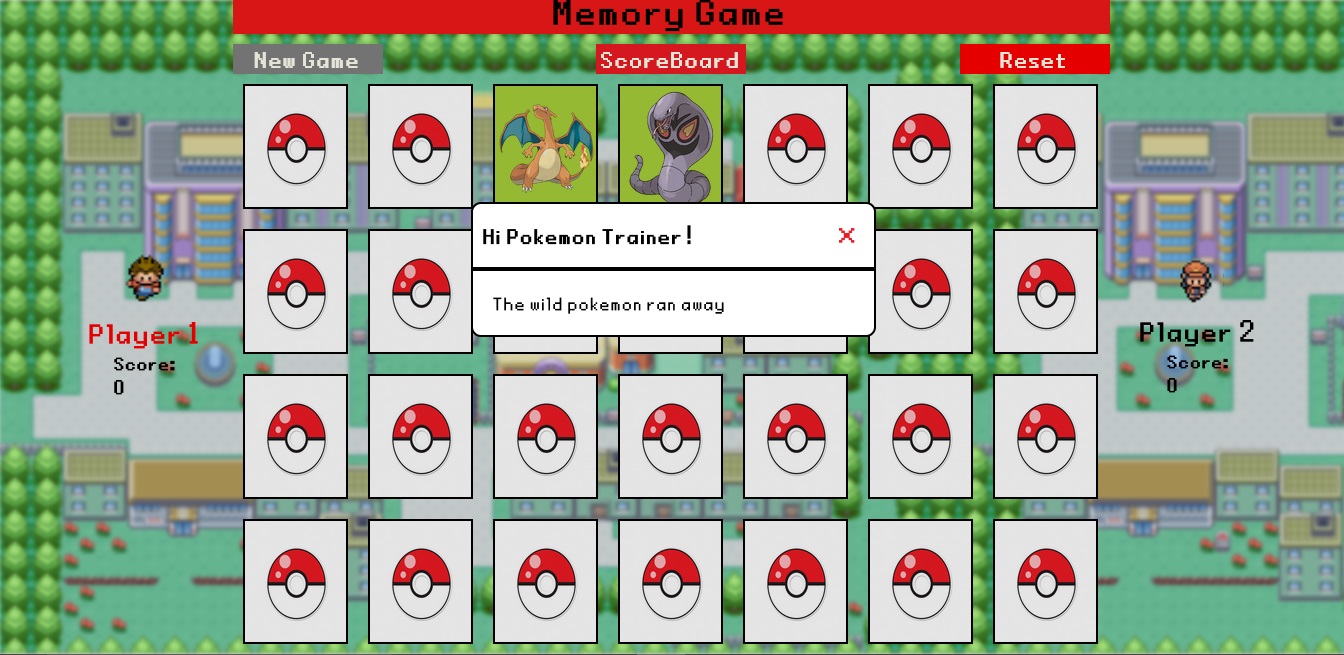 Memory Game
New Game
ScoreBoard
Reset
Hi Pokemon Trainer!
×
The wild pokemon ran away
Player 1
Score:
0
Player 2
Score:
0